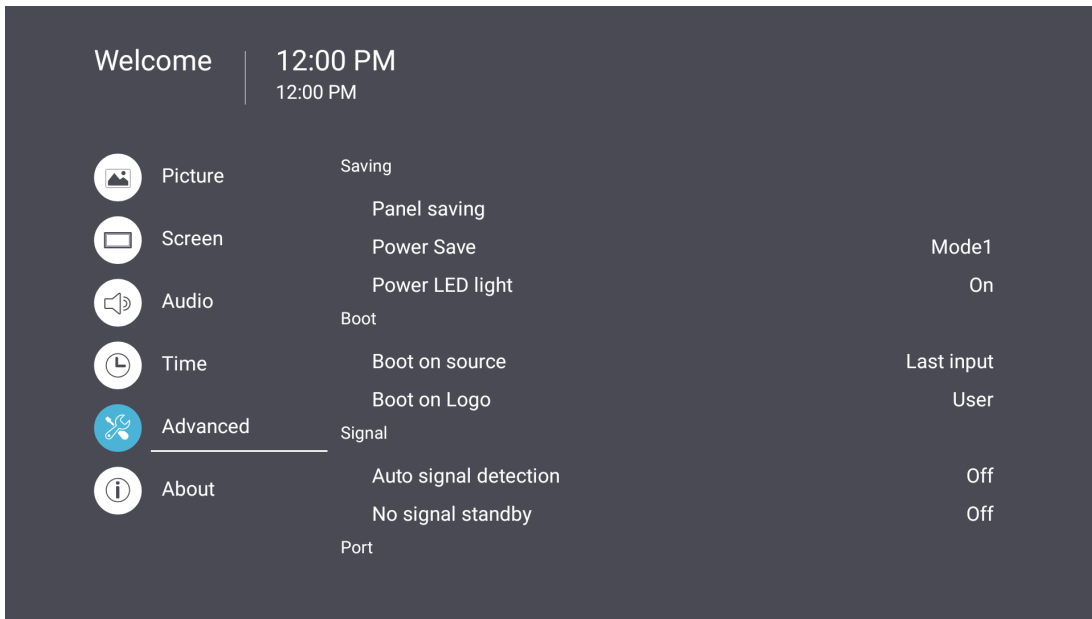 Welcome
12:00 PM
12:00 PM
Picture
Screen
Audio
Time
Advanced
About
Saving
Panel saving
Power Save Mode1
Power LED light On
Boot
Boot on source Last input
Boot on Logo User
Signal
Auto signal detection Off
No signal standby Off
Port